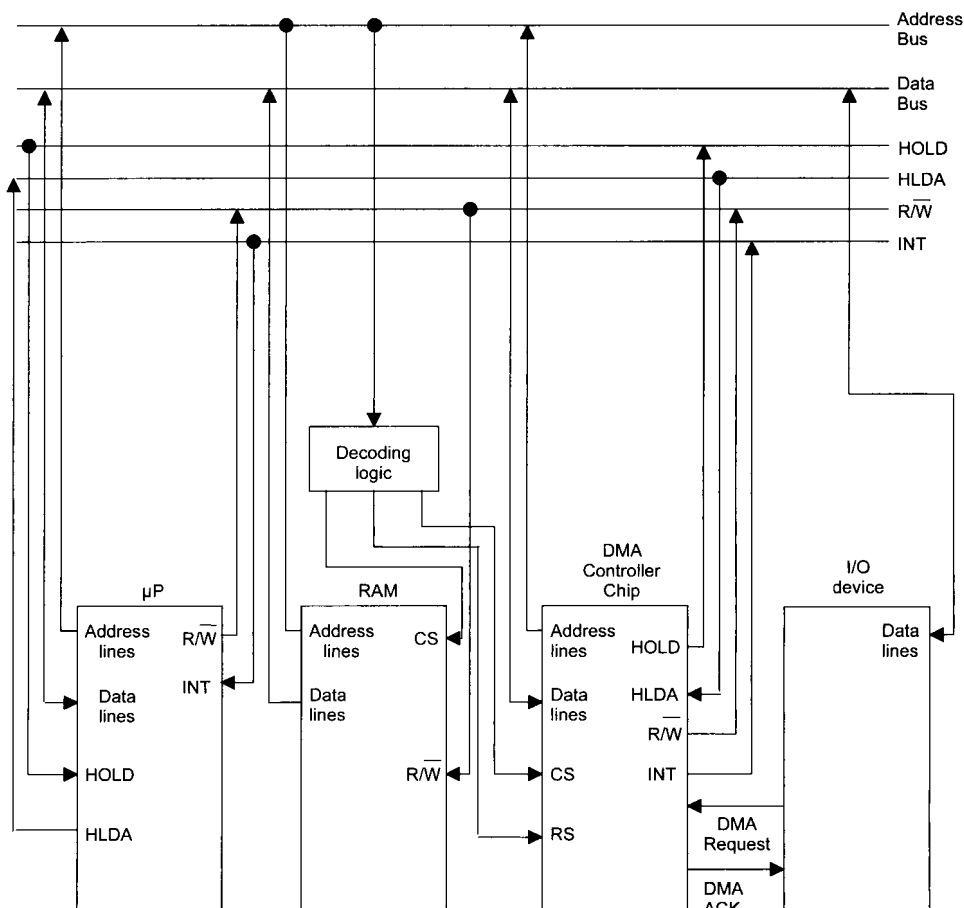 Address
Bus
Data
Bus
HOLD
HLDA
R/W̅
INT
Decoding
logic
µP
Address
lines
R/W̅
INT
Data
lines
HOLD
HLDA
RAM
Address
lines
CS
Data
lines
R/W̅
DMA
Controller
Chip
Address
lines
HOLD
Data
lines
HLDA
R/W̅
CS
INT
RS
I/O
device
Data
lines
DMA
Request
DMA
ACK